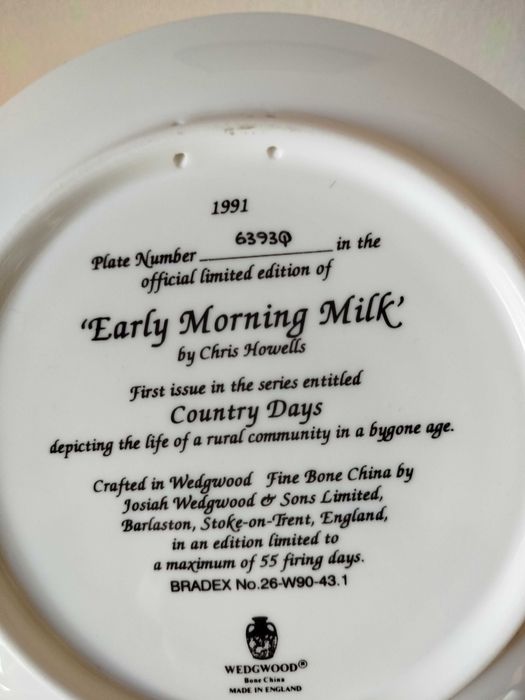 1991
Plate Number 6393Q in the
official limited edition of
'Early Morning Milk'
by Chris Howells
First issue in the series entitled
Country Days
depicting the life of a rural community in a bygone age.
Crafted in Wedgwood Fine Bone China by
Josiah Wedgwood & Sons Limited,
Barlaston, Stoke-on-Trent, England,
in an edition limited to
a maximum of 55 firing days.
BRADEX No.26-W90-43.1
WEDGWOOD®
Bone China
MADE IN ENGLAND